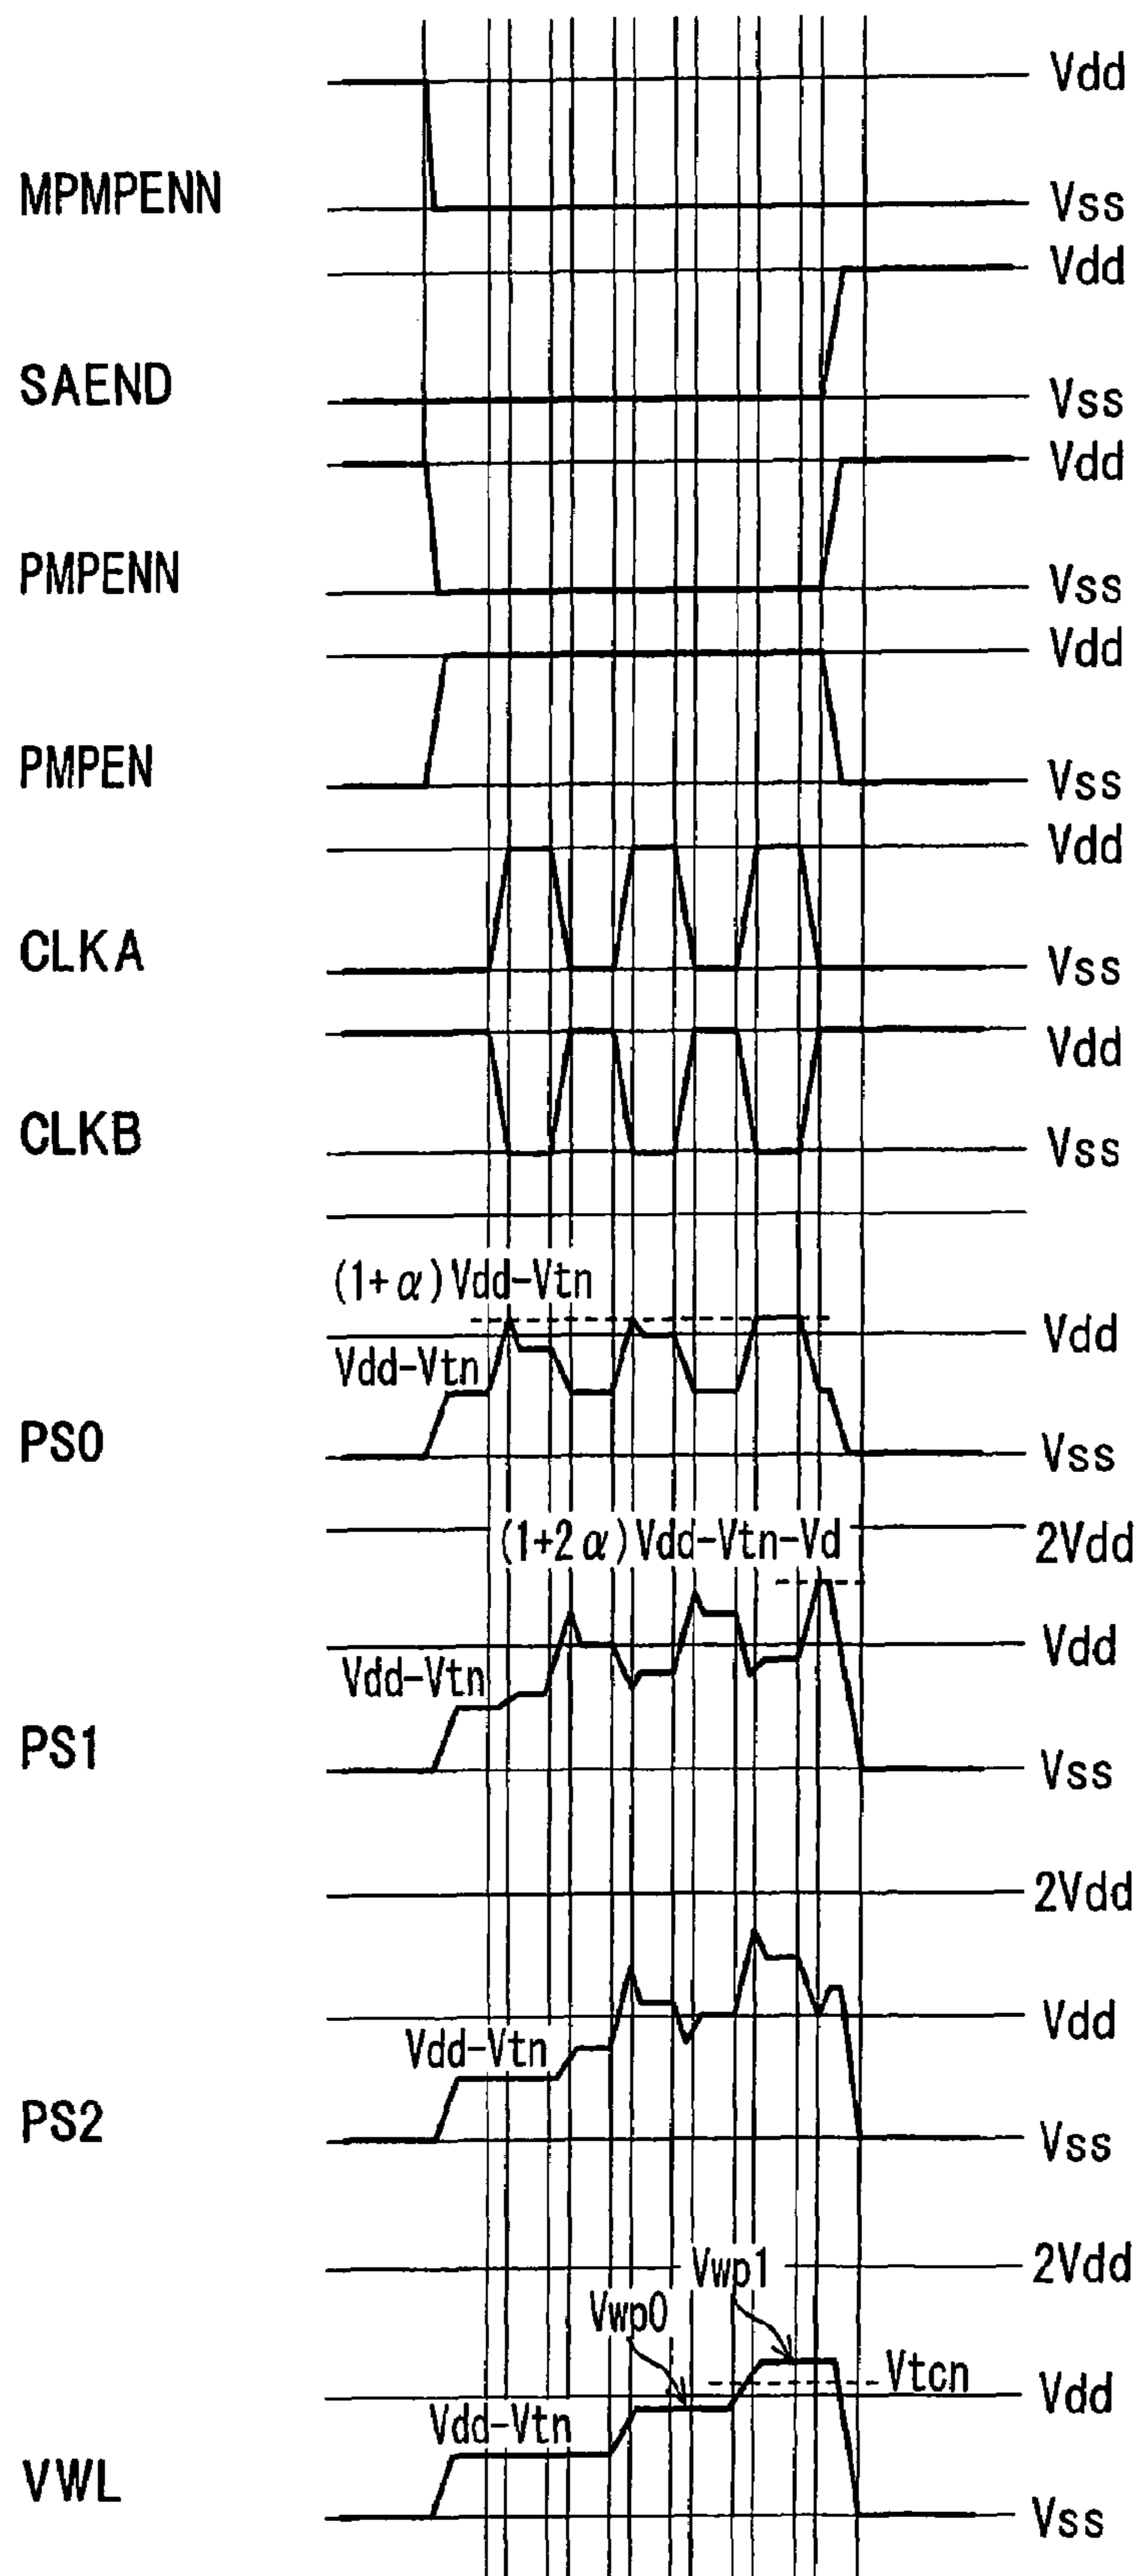 Vdd
MPMPENN
Vss
Vdd
SAEND
Vss
Vdd
PMPENN
Vss
Vdd
PMPEN
Vss
Vdd
CLKA
Vss
Vdd
CLKB
Vss
(1+α)Vdd-Vtn
Vdd
Vdd-Vtn
PS0
Vss
(1+2α)Vdd-Vtn-Vd
2Vdd
Vdd
Vdd-Vtn
PS1
Vss
2Vdd
Vdd
Vdd-Vtn
PS2
Vss
2Vdd
Vwp1
Vwp0
Vtcn
Vdd
Vdd-Vtn
VWL
Vss